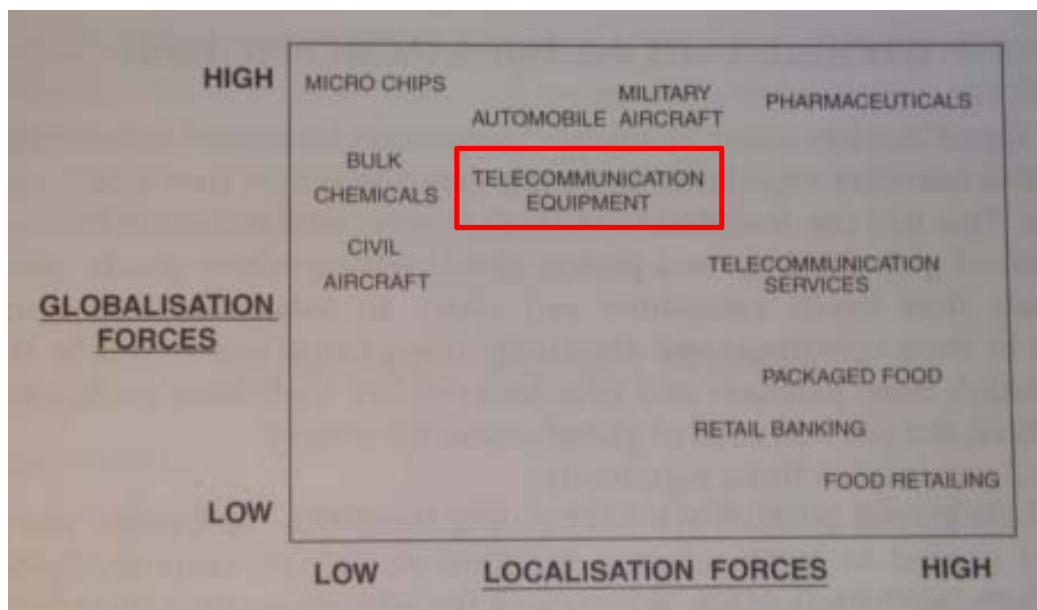 HIGH
MICRO CHIPS
MILITARY
AUTOMOBILE AIRCRAFT
PHARMACEUTICALS
BULK
CHEMICALS
TELECOMMUNICATION
EQUIPMENT
CIVIL
AIRCRAFT
TELECOMMUNICATION
SERVICES
GLOBALISATION
FORCES
PACKAGED FOOD
RETAIL BANKING
FOOD RETAILING
LOW
LOW LOCALISATION FORCES HIGH